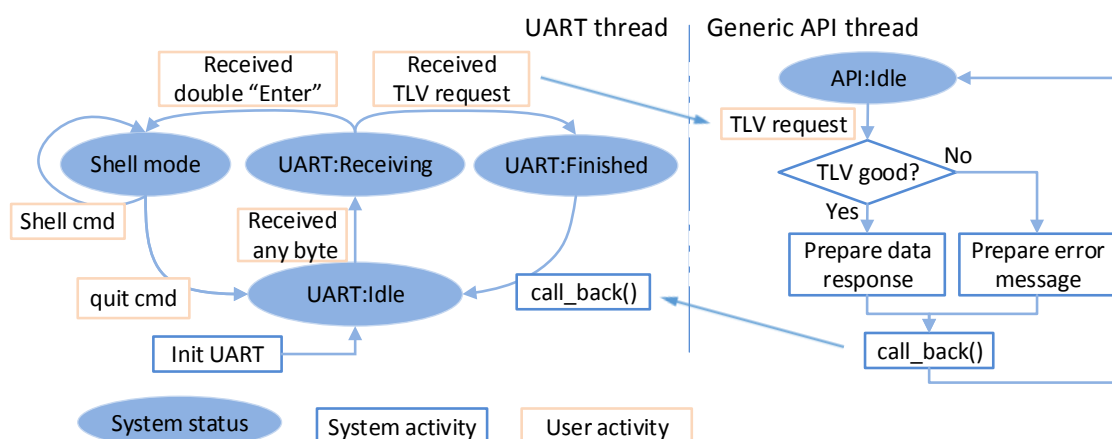 UART thread
Generic API thread
Received
double “Enter”
Received
TLV request
API:Idle
TLV request
Shell mode
UART:Receiving
UART:Finished
TLV good?
No
Yes
Shell cmd
Received
any byte
Prepare data
response
Prepare error
message
quit cmd
UART:Idle
call_back()
Init UART
call_back()
System status
System activity
User activity